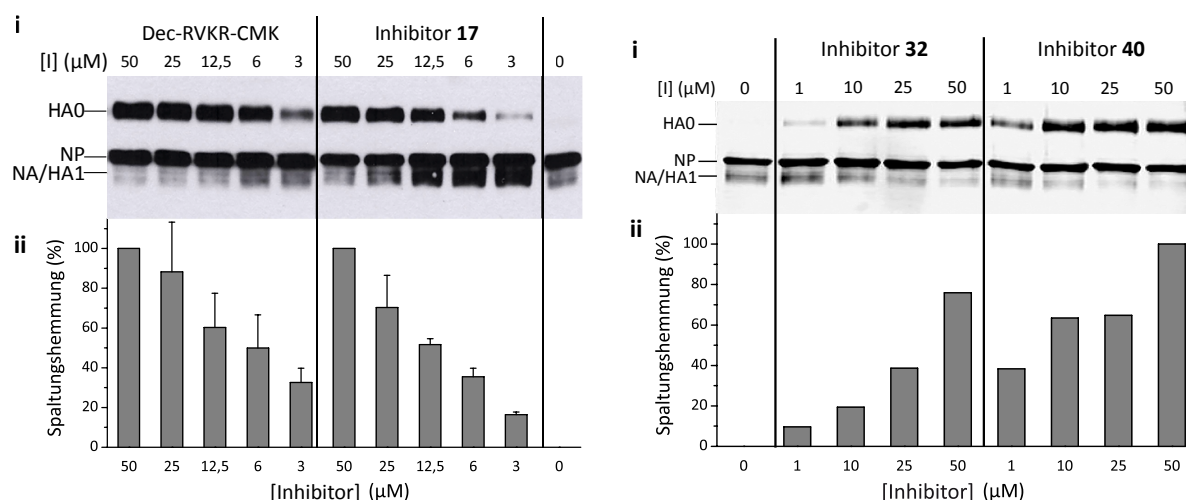 i
Dec-RVKR-CMK Inhibitor 17
[I] (µM) 50 25 12,5 6 3 50 25 12,5 6 3 0
HA0
NP
NA/HA1
ii
Spaltungshemmung (%)
100
80
60
40
20
0
50 25 12,5 6 3 50 25 12,5 6 3 0
[Inhibitor] (µM)
i
Inhibitor 32 Inhibitor 40
[I] (µM) 0 1 10 25 50 1 10 25 50
HA0
NP
NA/HA1
ii
Spaltungshemmung (%)
100
80
60
40
20
0
0 1 10 25 50 1 10 25 50
[Inhibitor] (µM)